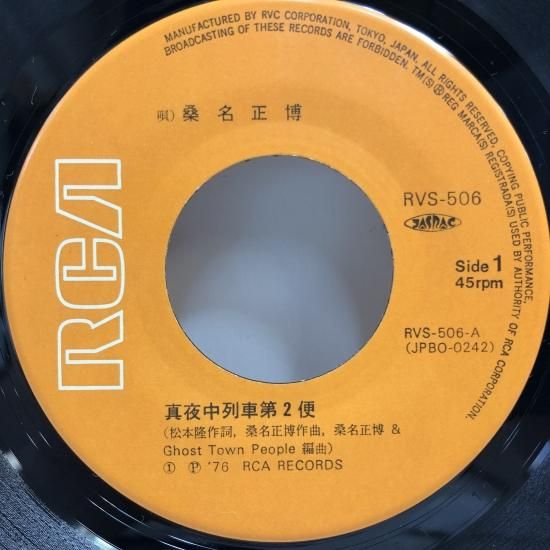 MANUFACTURED BY RVC CORPORATION, TOKYO, JAPAN. ALL RIGHTS RESERVED, COPYING PUBLIC PERFORMANCE,
BROADCASTING OF THESE RECORDS ARE FORBIDDEN. TM(S)®REG MARCA(S) REGISTRADA(S) USED BY AUTHORITY OF RCA CORPORATION.
唄) 桑名正博
RCA
RVS-506
JASRAC
Side 1
45rpm
RVS-506-A
(JPBO-0242)
真夜中列車第2便
(松本隆作詞, 桑名正博作曲, 桑名正博 &
Ghost Town People 編曲)
① Ⓟ '76 RCA RECORDS